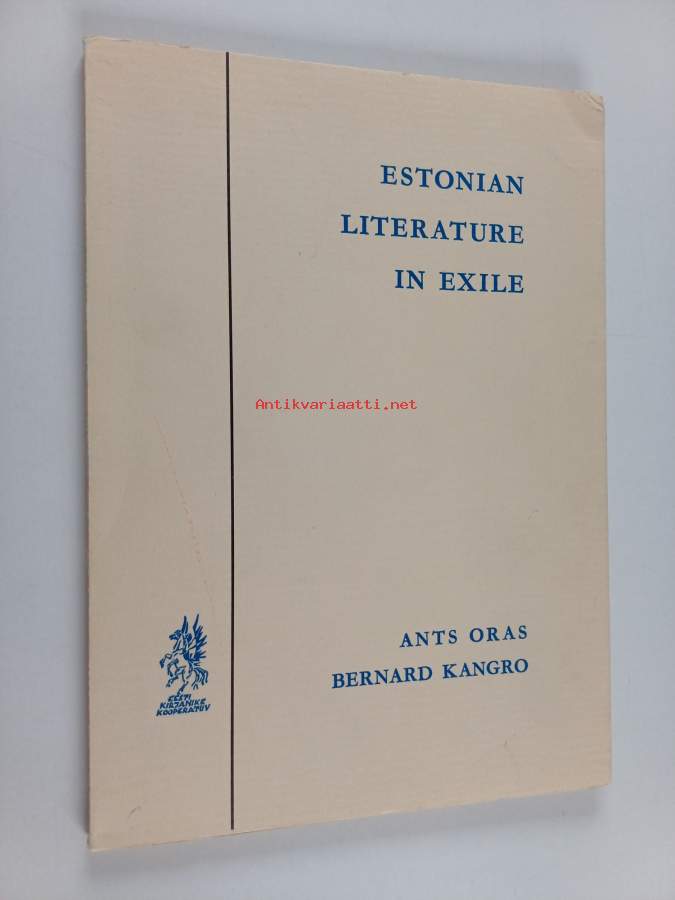 ESTONIAN
LITERATURE
IN EXILE
Antikvariaatti.net
ANTS ORAS
BERNARD KANGRO
EESTI
KIRJANIKE
KOOPERATIIV